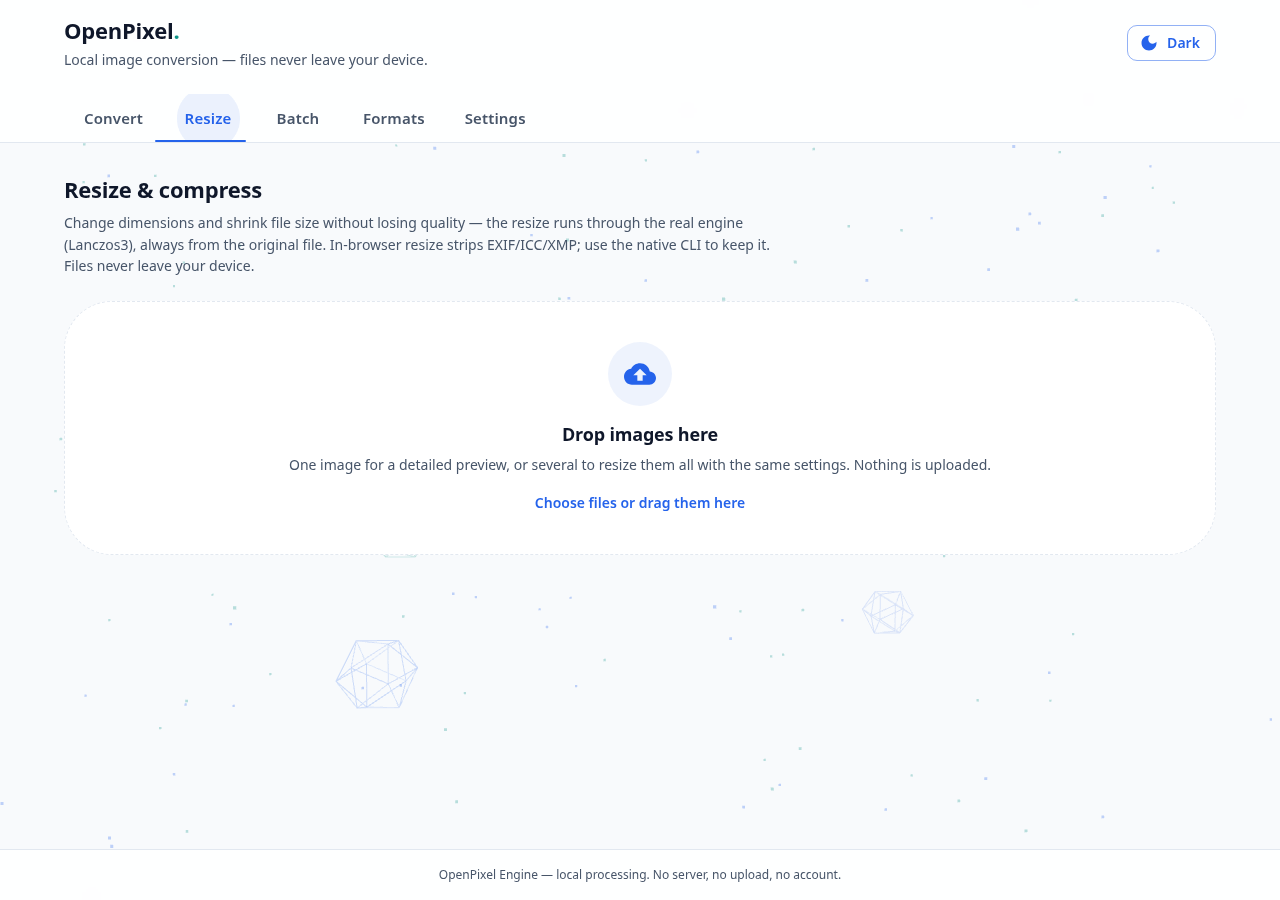 OpenPixel.
Local image conversion — files never leave your device.
Dark
Convert
Resize
Batch
Formats
Settings
Resize & compress
Change dimensions and shrink file size without losing quality — the resize runs through the real engine
(Lanczos3), always from the original file. In-browser resize strips EXIF/ICC/XMP; use the native CLI to keep it.
Files never leave your device.
Drop images here
One image for a detailed preview, or several to resize them all with the same settings. Nothing is uploaded.
Choose files or drag them here
OpenPixel Engine — local processing. No server, no upload, no account.